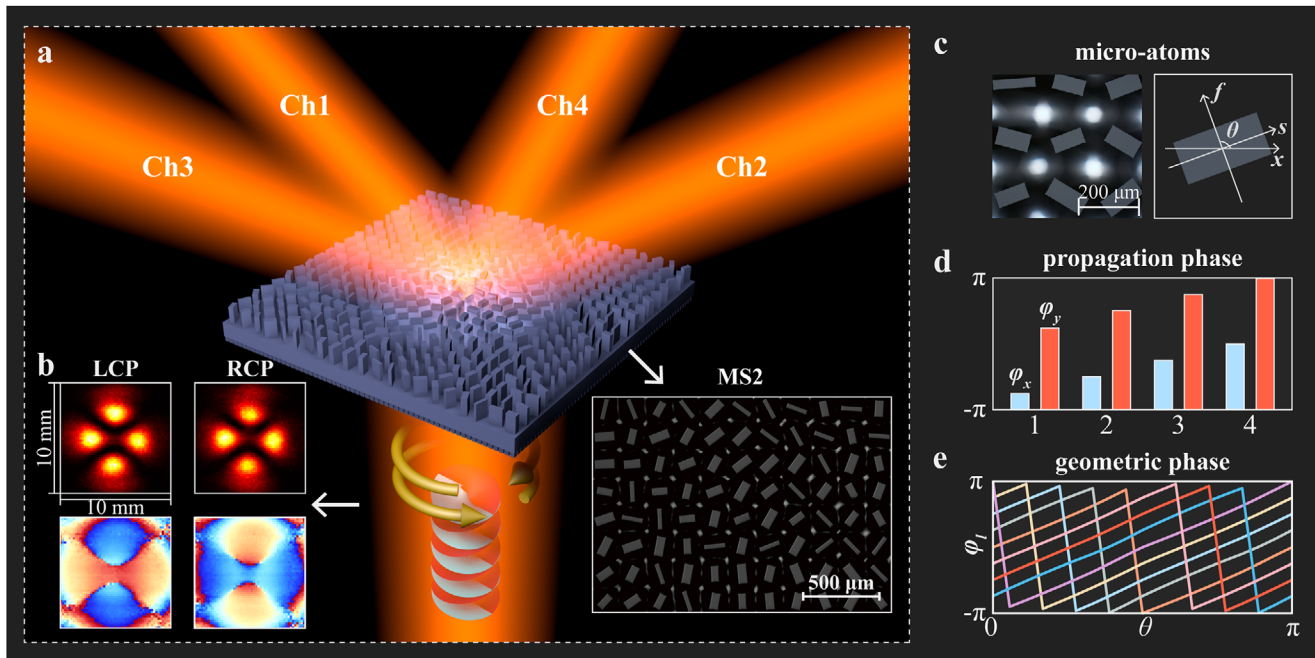 a
Ch1
Ch4
Ch3
Ch2
b
LCP
RCP
10 mm
10 mm
MS2
500 μm
c
micro-atoms
200 μm
f
θ
s
x
d
propagation phase
π
φy
φx
-π
1 2 3 4
e
geometric phase
π
φl
-π
0
θ
π